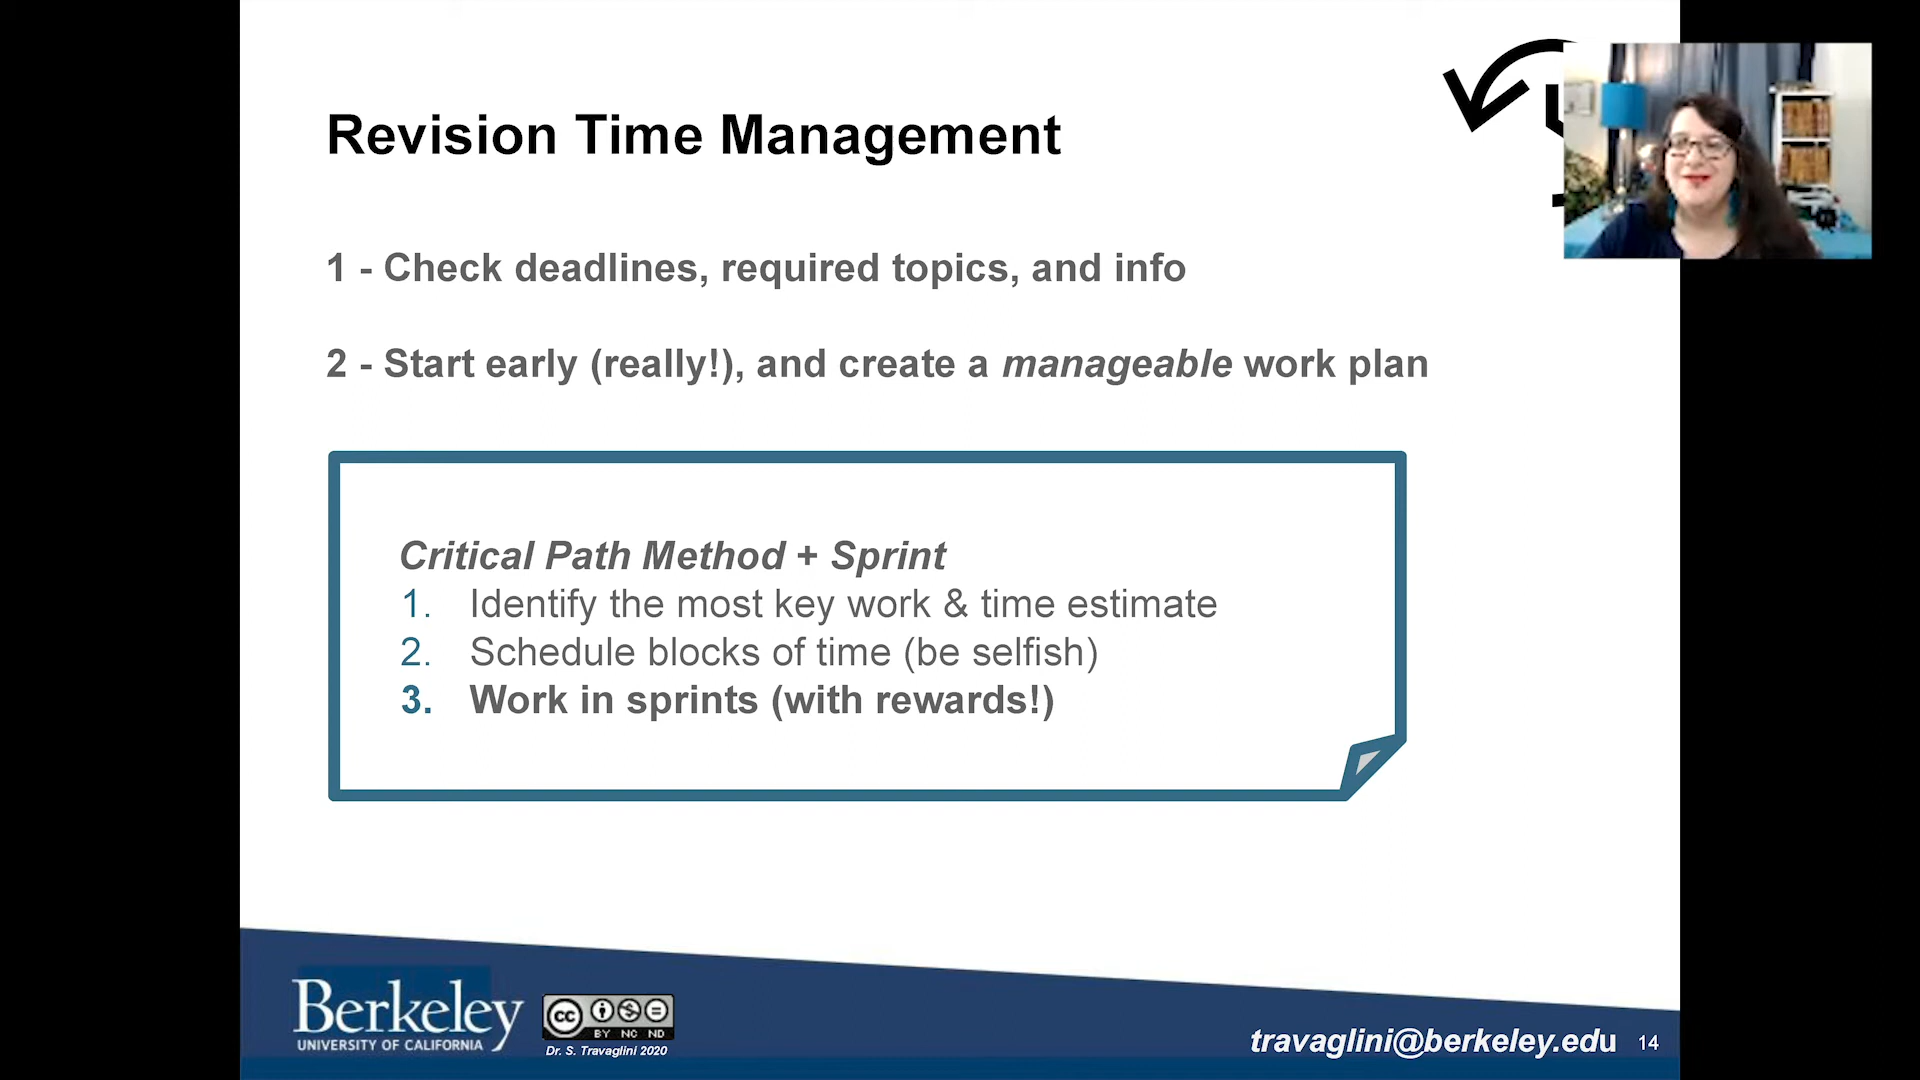 Revision Time Management
1 - Check deadlines, required topics, and info
2 - Start early (really!), and create a manageable work plan
Critical Path Method + Sprint
1. Identify the most key work & time estimate
2. Schedule blocks of time (be selfish)
3. Work in sprints (with rewards!)
Berkeley
UNIVERSITY OF CALIFORNIA
cc
BY NC ND
Dr. S. Travaglini 2020
travaglini@berkeley.edu
14